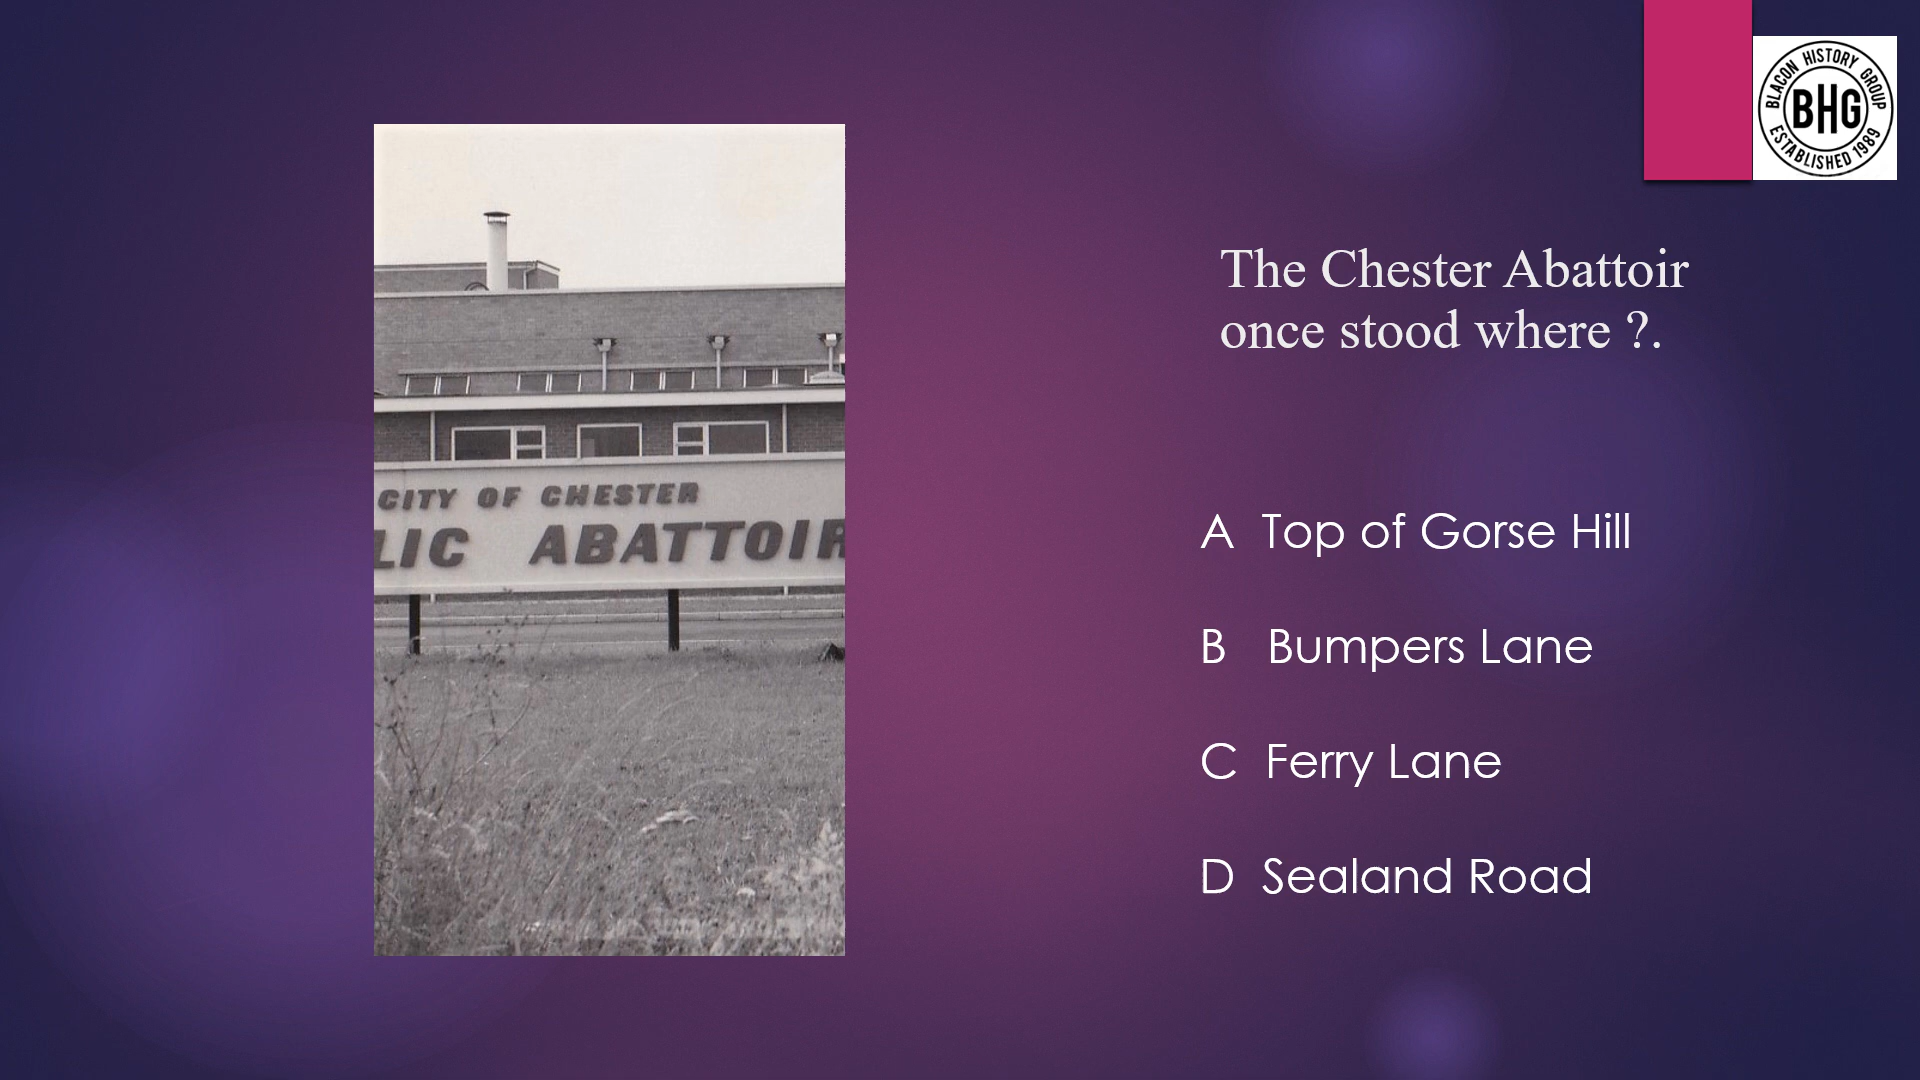 BLACON HISTORY GROUP
BHG
ESTABLISHED 1989
The Chester Abattoir
once stood where ?.
CITY OF CHESTER
LIC ABATTOIR
A Top of Gorse Hill
B Bumpers Lane
C Ferry Lane
D Sealand Road